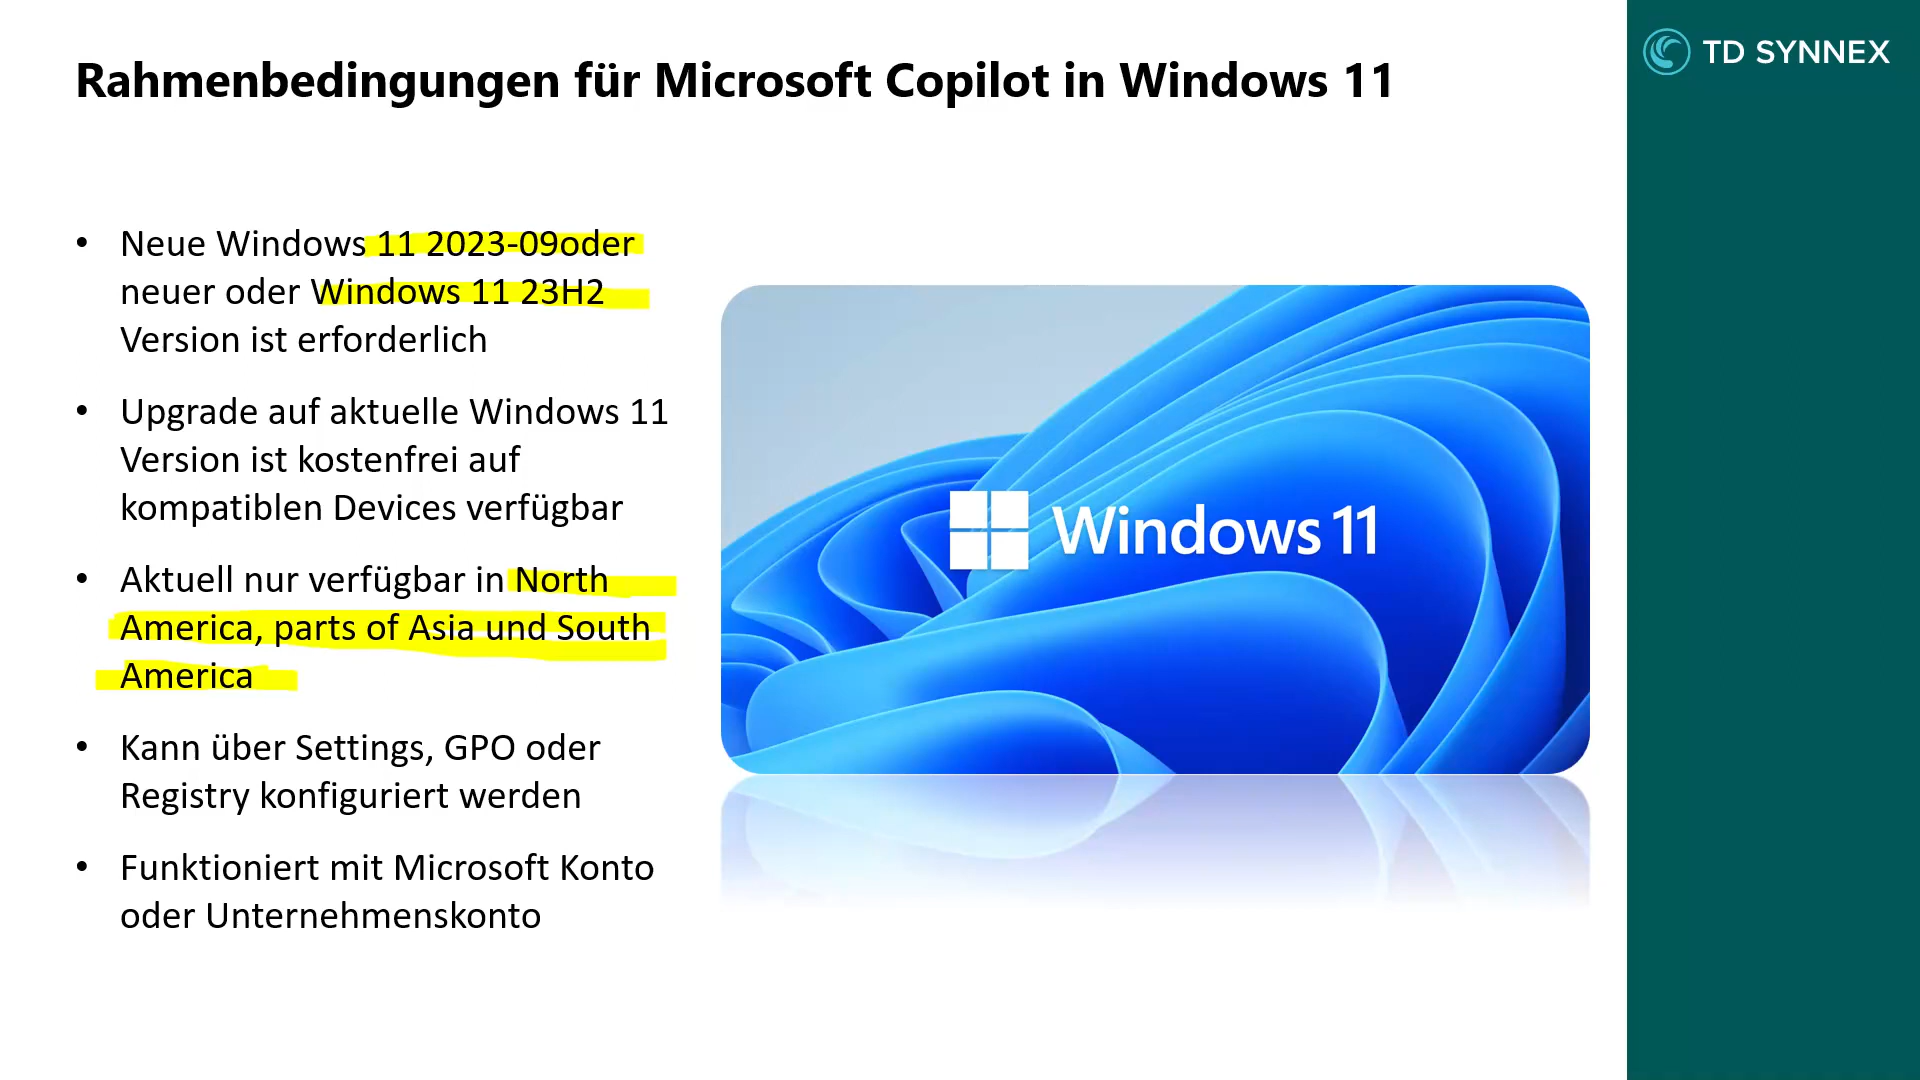 Rahmenbedingungen für Microsoft Copilot in Windows 11
TD SYNNEX
• Neue Windows 11 2023-09oder
neuer oder Windows 11 23H2
Version ist erforderlich
• Upgrade auf aktuelle Windows 11
Version ist kostenfrei auf
kompatiblen Devices verfügbar
• Aktuell nur verfügbar in North
America, parts of Asia und South
America
• Kann über Settings, GPO oder
Registry konfiguriert werden
• Funktioniert mit Microsoft Konto
oder Unternehmenskonto
Windows 11